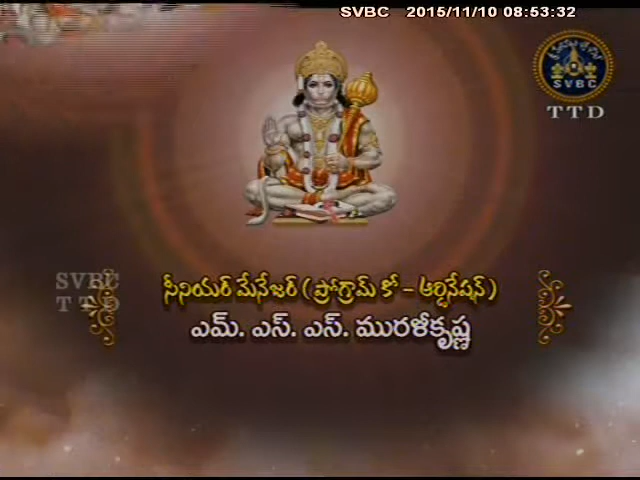 SVBC 2015/11/10 08:53:32
SVBC
TTD
SVBC
TTD
సీనియర్ మేనేజర్ ( ప్రోగ్రామ్ కో - ఆర్డినేషన్ )
ఎమ్. ఎస్. ఎస్. మురళీకృష్ణ